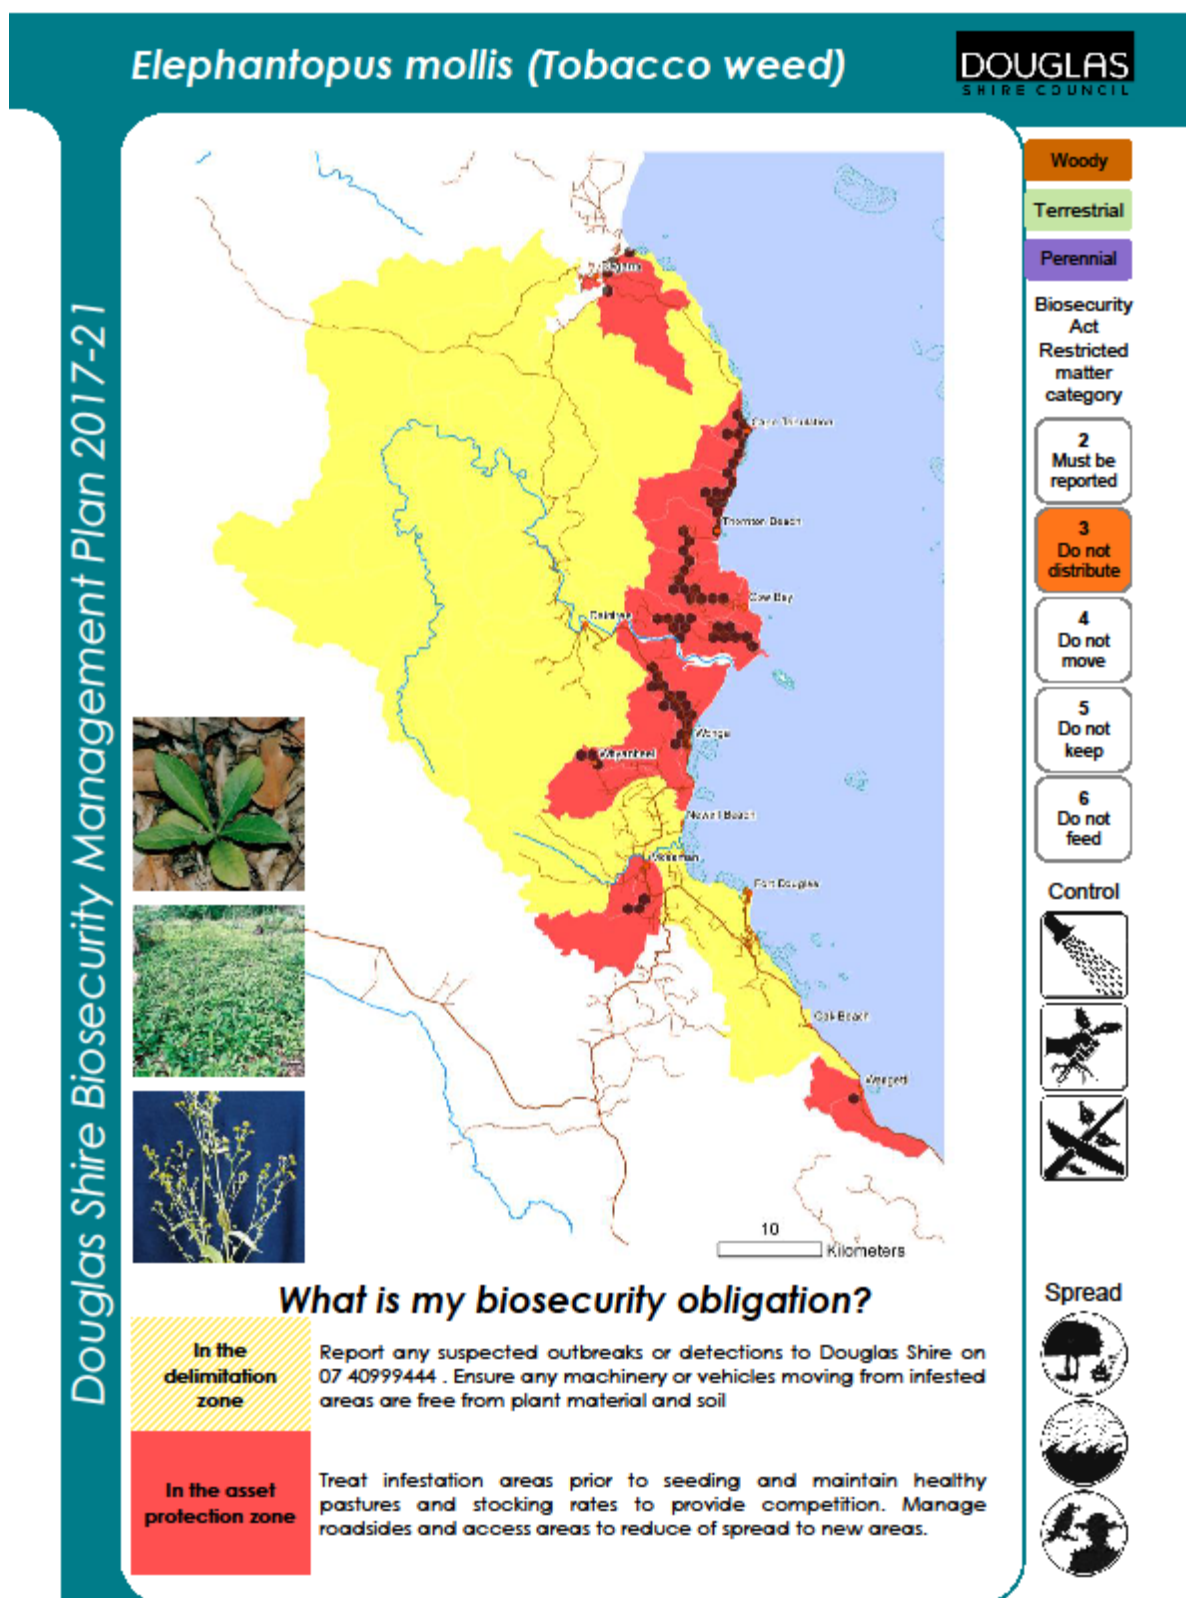 Elephantopus mollis (Tobacco weed)
DOUGLAS
SHIRE COUNCIL
Douglas Shire Biosecurity Management Plan 2017-21
Woody
Terrestrial
Perennial
Biosecurity
Act
Restricted
matter
category
2
Must be
reported
3
Do not
distribute
4
Do not
move
5
Do not
keep
6
Do not
feed
Control
Spread
Cape Tribulation
Thornton Beach
Cow Bay
Daintree
Wonga
Whyanbeel
Newell Beach
Mossman
Port Douglas
Oak Beach
Wangetti
10
Kilometers
What is my biosecurity obligation?
In the
delimitation
zone
Report any suspected outbreaks or detections to Douglas Shire on
07 40999444 . Ensure any machinery or vehicles moving from infested
areas are free from plant material and soil
In the asset
protection zone
Treat infestation areas prior to seeding and maintain healthy
pastures and stocking rates to provide competition. Manage
roadsides and access areas to reduce of spread to new areas.